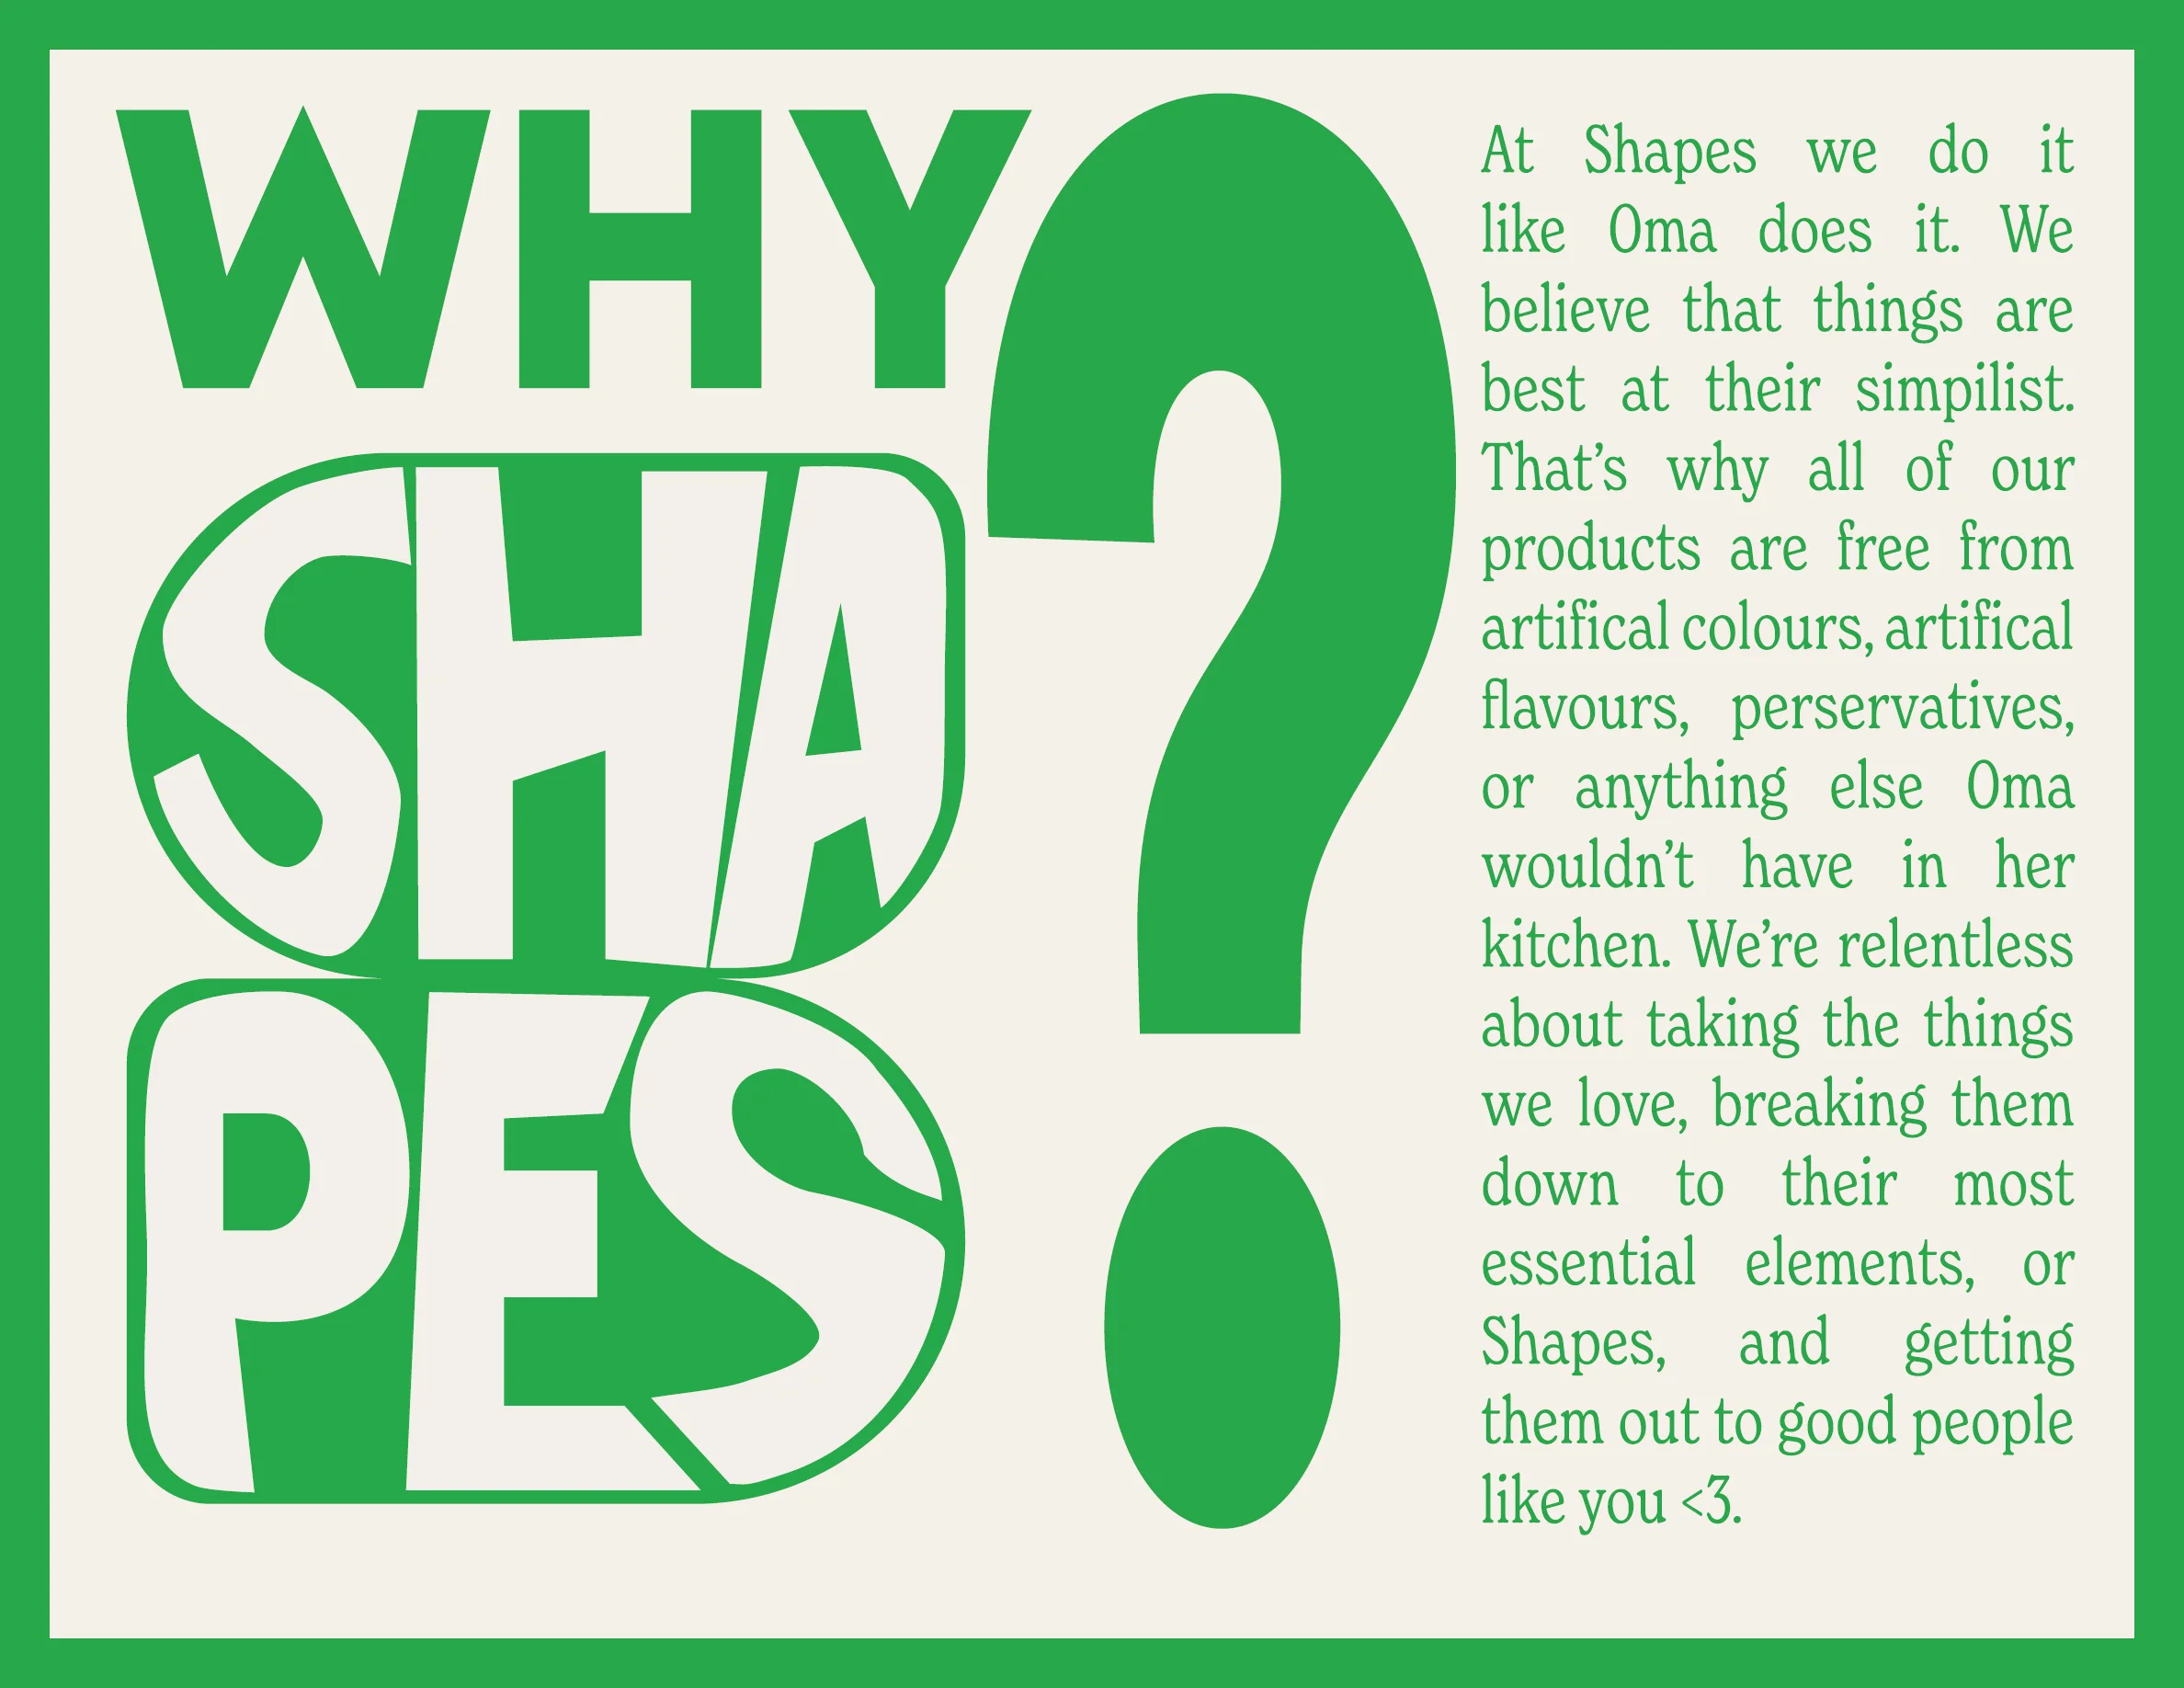 WHY
SHA
PES
?
At Shapes we do it
like Oma does it. We
believe that things are
best at their simpilist.
That's why all of our
products are free from
artifical colours, artifical
flavours, perservatives,
or anything else Oma
wouldn't have in her
kitchen. We're relentless
about taking the things
we love, breaking them
down to their most
essential elements, or
Shapes, and getting
them out to good people
like you <3.